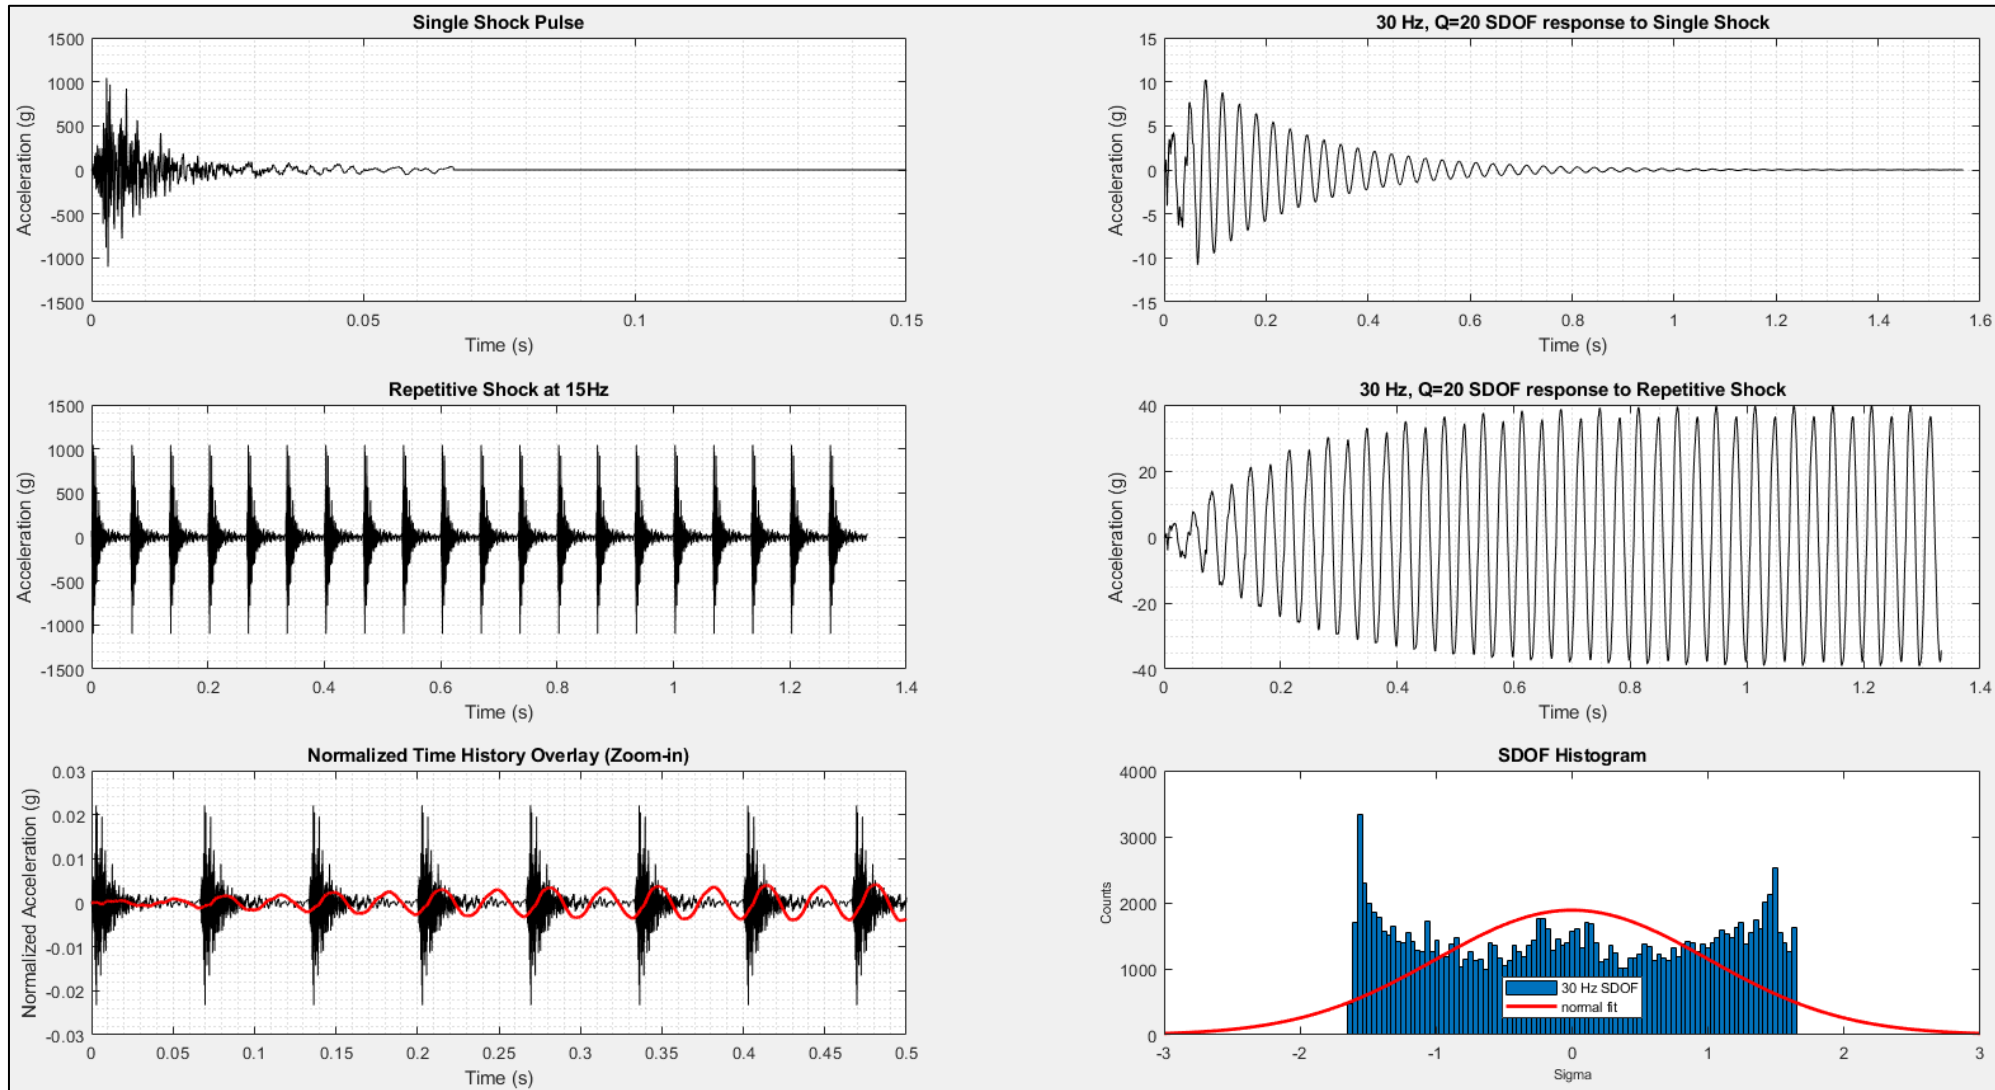 Single Shock Pulse
1500
1000
500
0
-500
-1000
-1500
Acceleration (g)
0 0.05 0.1 0.15
Time (s)
30 Hz, Q=20 SDOF response to Single Shock
15
10
5
0
-5
-10
-15
Acceleration (g)
0 0.2 0.4 0.6 0.8 1 1.2 1.4 1.6
Time (s)
Repetitive Shock at 15Hz
1500
1000
500
0
-500
-1000
-1500
Acceleration (g)
0 0.2 0.4 0.6 0.8 1 1.2 1.4
Time (s)
30 Hz, Q=20 SDOF response to Repetitive Shock
40
20
0
-20
-40
Acceleration (g)
0 0.2 0.4 0.6 0.8 1 1.2 1.4
Time (s)
Normalized Time History Overlay (Zoom-in)
0.03
0.02
0.01
0
-0.01
-0.02
-0.03
Normalized Acceleration (g)
0 0.05 0.1 0.15 0.2 0.25 0.3 0.35 0.4 0.45 0.5
Time (s)
SDOF Histogram
4000
3000
2000
1000
0
Counts
30 Hz SDOF
normal fit
-3 -2 -1 0 1 2 3
Sigma